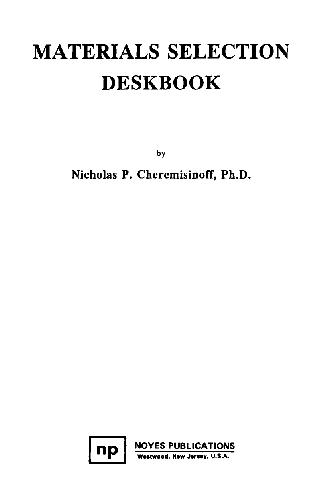 MATERIALS SELECTION
DESKBOOK
by
Nicholas P. Cheremisinoff, Ph.D.
np
NOYES PUBLICATIONS
Westwood, New Jersey, U.S.A.